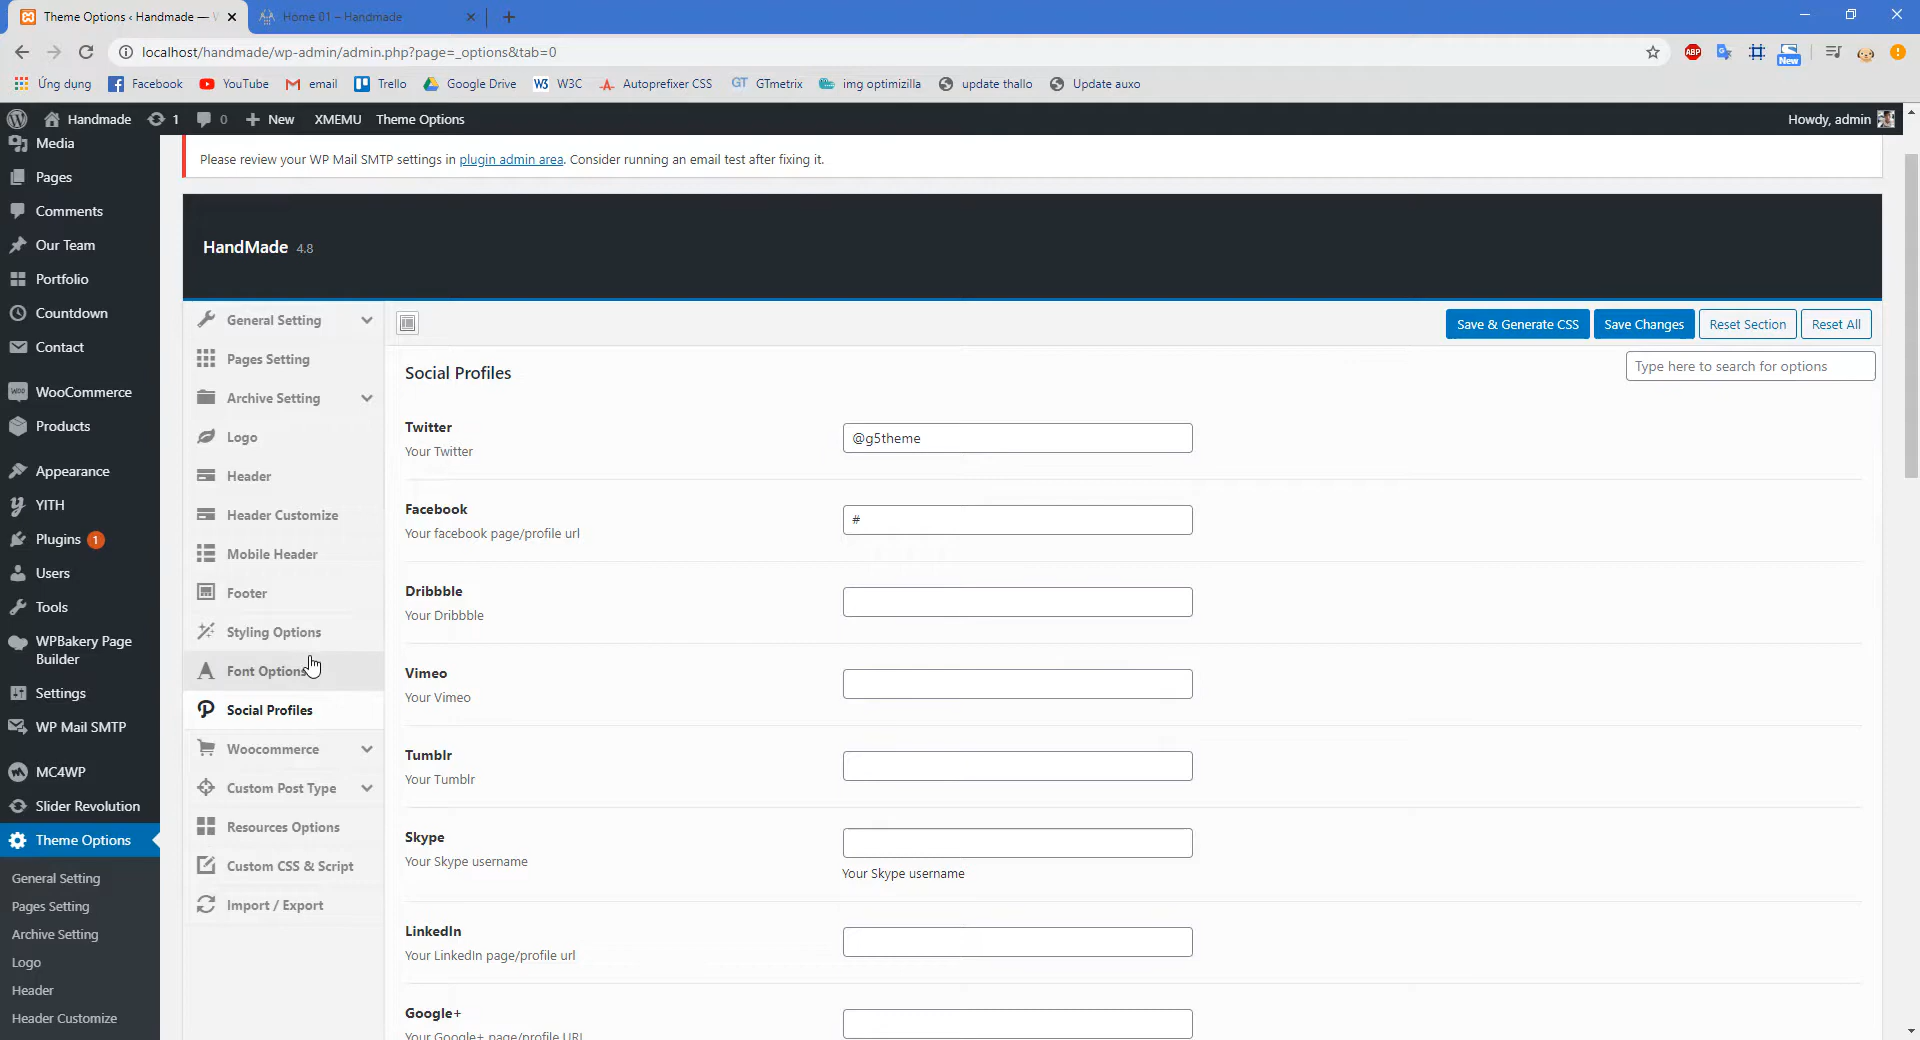 Theme Options ‹ Handmade — W
Home 01 – Handmade
localhost/handmade/wp-admin/admin.php?page=_options&tab=0
ABP
New
Ứng dụng
Facebook
YouTube
email
Trello
Google Drive
W3C
Autoprefixer CSS
GT GTmetrix
img optimizilla
update thallo
Update auxo
Handmade
1
0
New
XMEMU
Theme Options
Howdy, admin
Media
Pages
Comments
Our Team
Portfolio
Countdown
Contact
WooCommerce
Products
Appearance
YITH
Plugins 1
Users
Tools
WPBakery Page
Builder
Settings
WP Mail SMTP
MC4WP
Slider Revolution
Theme Options
General Setting
Pages Setting
Archive Setting
Logo
Header
Header Customize
Please review your WP Mail SMTP settings in plugin admin area. Consider running an email test after fixing it.
HandMade 4.8
General Setting
Pages Setting
Archive Setting
Logo
Header
Header Customize
Mobile Header
Footer
Styling Options
Font Options
Social Profiles
Woocommerce
Custom Post Type
Resources Options
Custom CSS & Script
Import / Export
Save & Generate CSS
Save Changes
Reset Section
Reset All
Type here to search for options
Social Profiles
Twitter
Your Twitter
@g5theme
Facebook
Your facebook page/profile url
#
Dribbble
Your Dribbble
Vimeo
Your Vimeo
Tumblr
Your Tumblr
Skype
Your Skype username
Your Skype username
LinkedIn
Your LinkedIn page/profile url
Google+
Your Google+ page/profile URL